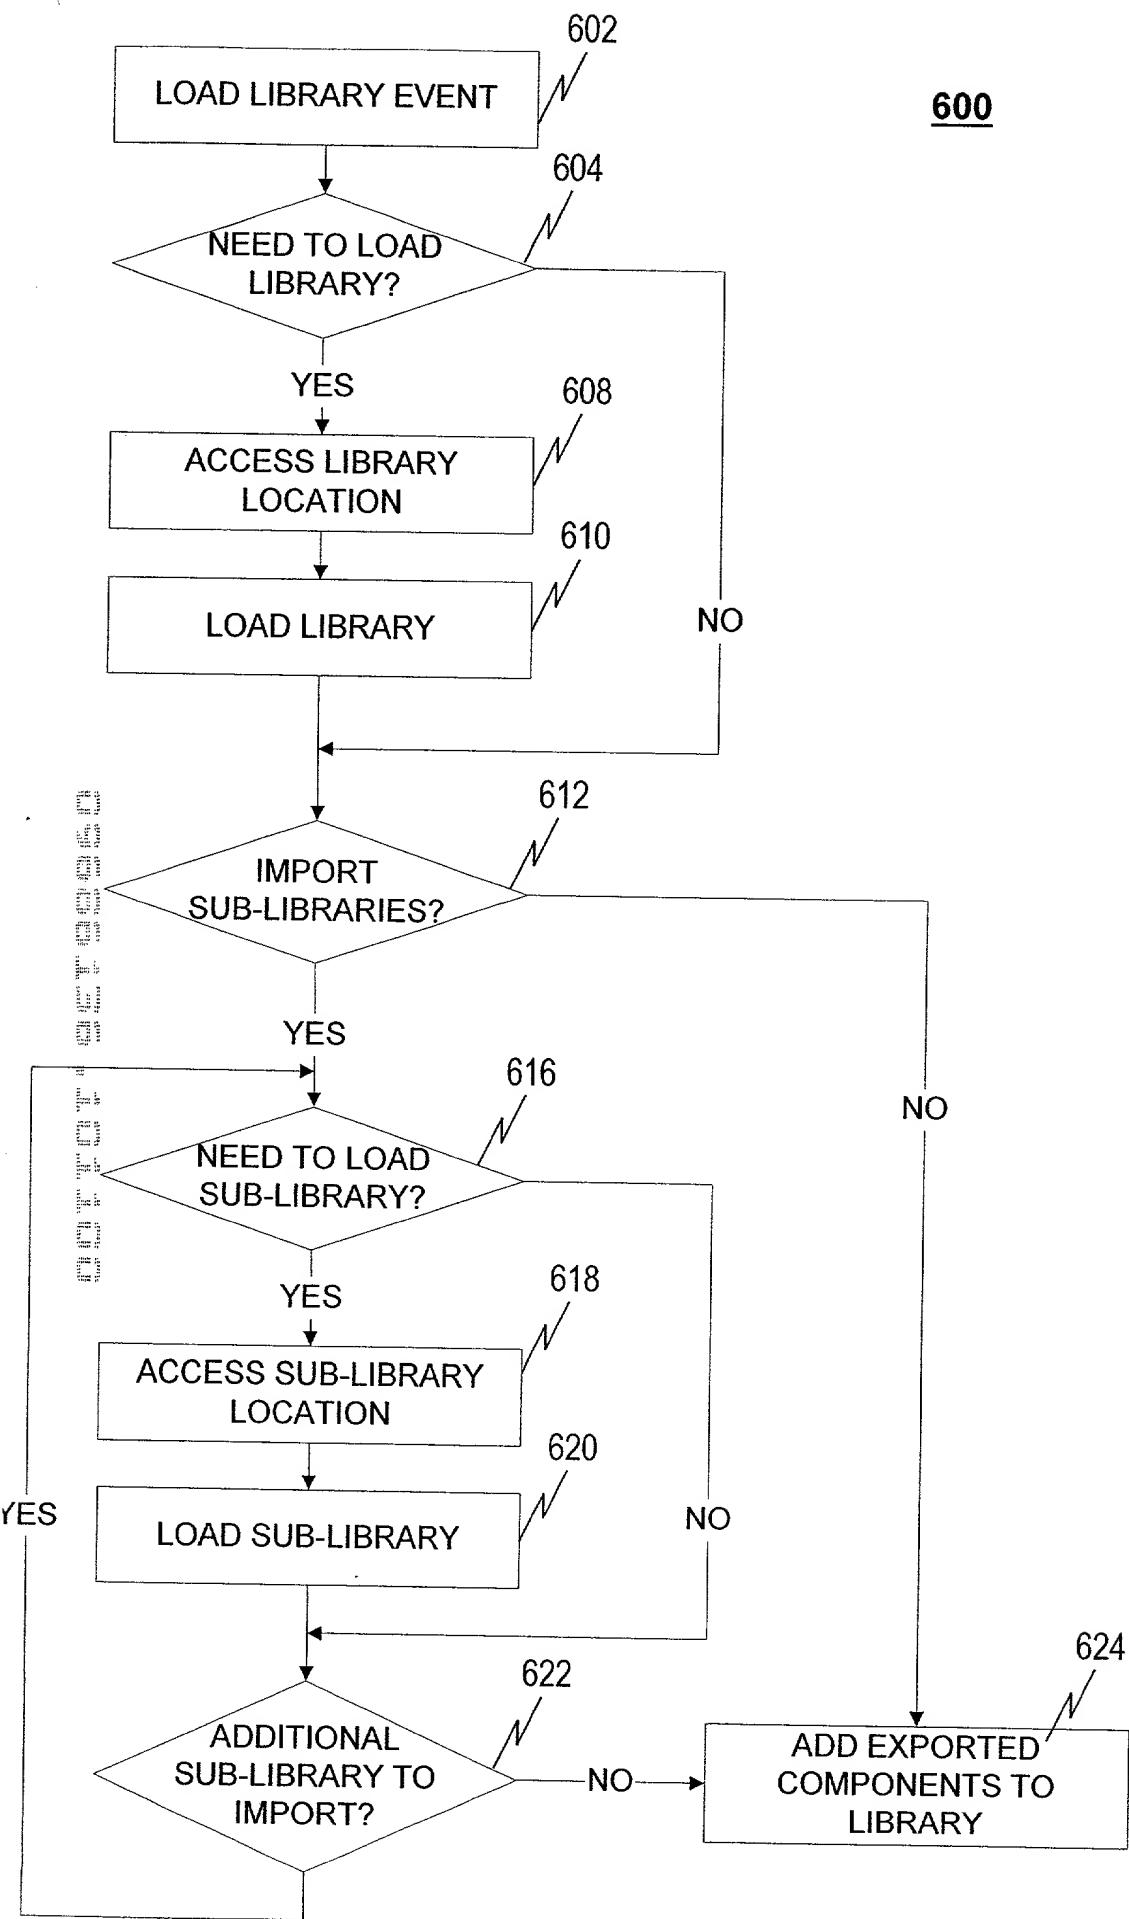 602
LOAD LIBRARY EVENT
600
604
NEED TO LOAD
LIBRARY?
YES
608
ACCESS LIBRARY
LOCATION
610
LOAD LIBRARY
NO
612
IMPORT
SUB-LIBRARIES?
YES
616
NO
NEED TO LOAD
SUB-LIBRARY?
YES
618
ACCESS SUB-LIBRARY
LOCATION
620
YES
LOAD SUB-LIBRARY
NO
622
624
ADDITIONAL
SUB-LIBRARY TO
IMPORT?
NO
ADD EXPORTED
COMPONENTS TO
LIBRARY